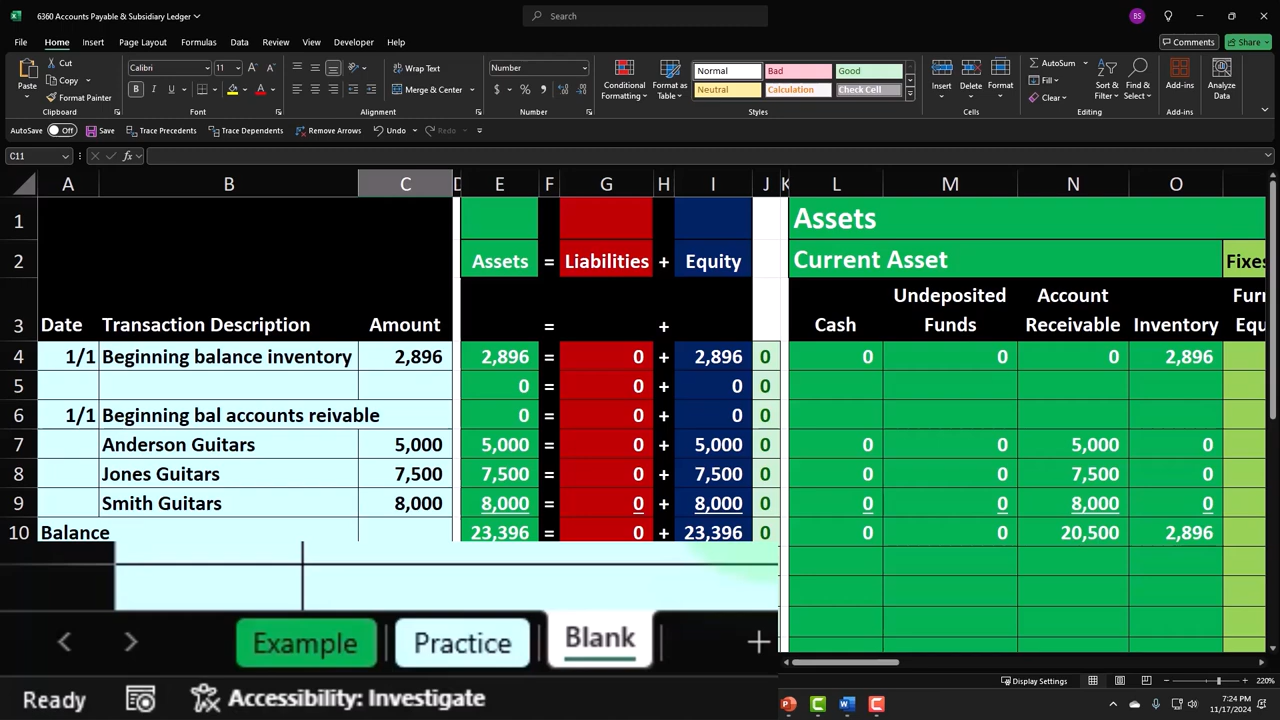 6360 Accounts Payable & Subsidiary Ledger
Search
BS
File Home Insert Page Layout Formulas Data Review View Developer Help
Comments Share
Paste Cut Copy Format Painter
Calibri 11
Wrap Text
Merge & Center
Number
Conditional Formatting Format as Table
Normal Bad Good
Neutral Calculation Check Cell
Insert Delete Format
AutoSum Fill Clear
Sort & Filter Find & Select
Add-ins Analyze Data
Clipboard Font Alignment Number Styles Cells Editing Add-ins
AutoSave Off Save Trace Precedents Trace Dependents Remove Arrows Undo Redo
C11 fx
A B C D E F G H I J K L M N O
1 Assets
2 Assets = Liabilities + Equity Current Asset Fixes
3 Date Transaction Description Amount = + Cash Undeposited Funds Account Receivable Inventory Furn Equ
4 1/1 Beginning balance inventory 2,896 2,896 = 0 + 2,896 0 0 0 0 2,896
5 0 = 0 + 0 0
6 1/1 Beginning bal accounts reivable 0 = 0 + 0 0
7 Anderson Guitars 5,000 5,000 = 0 + 5,000 0 0 0 5,000 0
8 Jones Guitars 7,500 7,500 = 0 + 7,500 0 0 0 7,500 0
9 Smith Guitars 8,000 8,000 = 0 + 8,000 0 0 0 8,000 0
10 Balance 23,396 = 0 + 23,396 0 0 0 20,500 2,896
Example Practice Blank +
Ready Accessibility: Investigate
Display Settings 220%
7:24 PM
11/17/2024